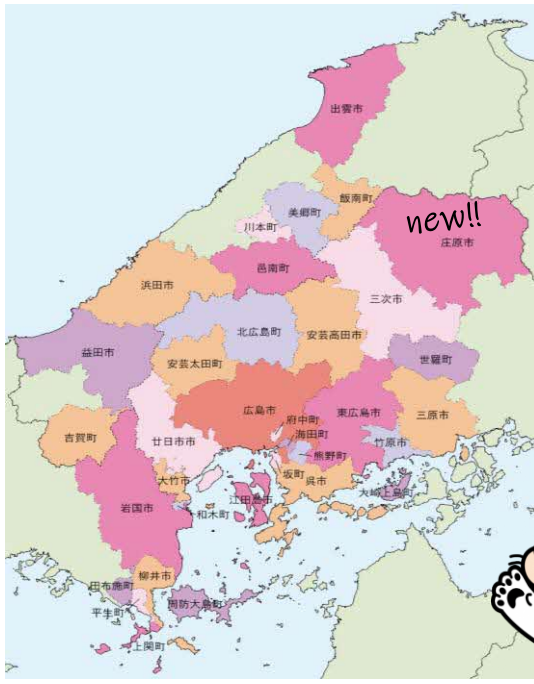 出雲市
飯南町
美郷町
new!!
川本町
庄原市
邑南町
浜田市
三次市
北広島町
安芸高田市
益田市
安芸太田町
世羅町
広島市
東広島市
三原市
府中町
吉賀町
廿日市市
海田町
竹原市
熊野町
大竹市
坂町
呉市
大崎上島町
江田島市
岩国市
和木町
柳井市
田布施町
周防大島町
平生町
上関町